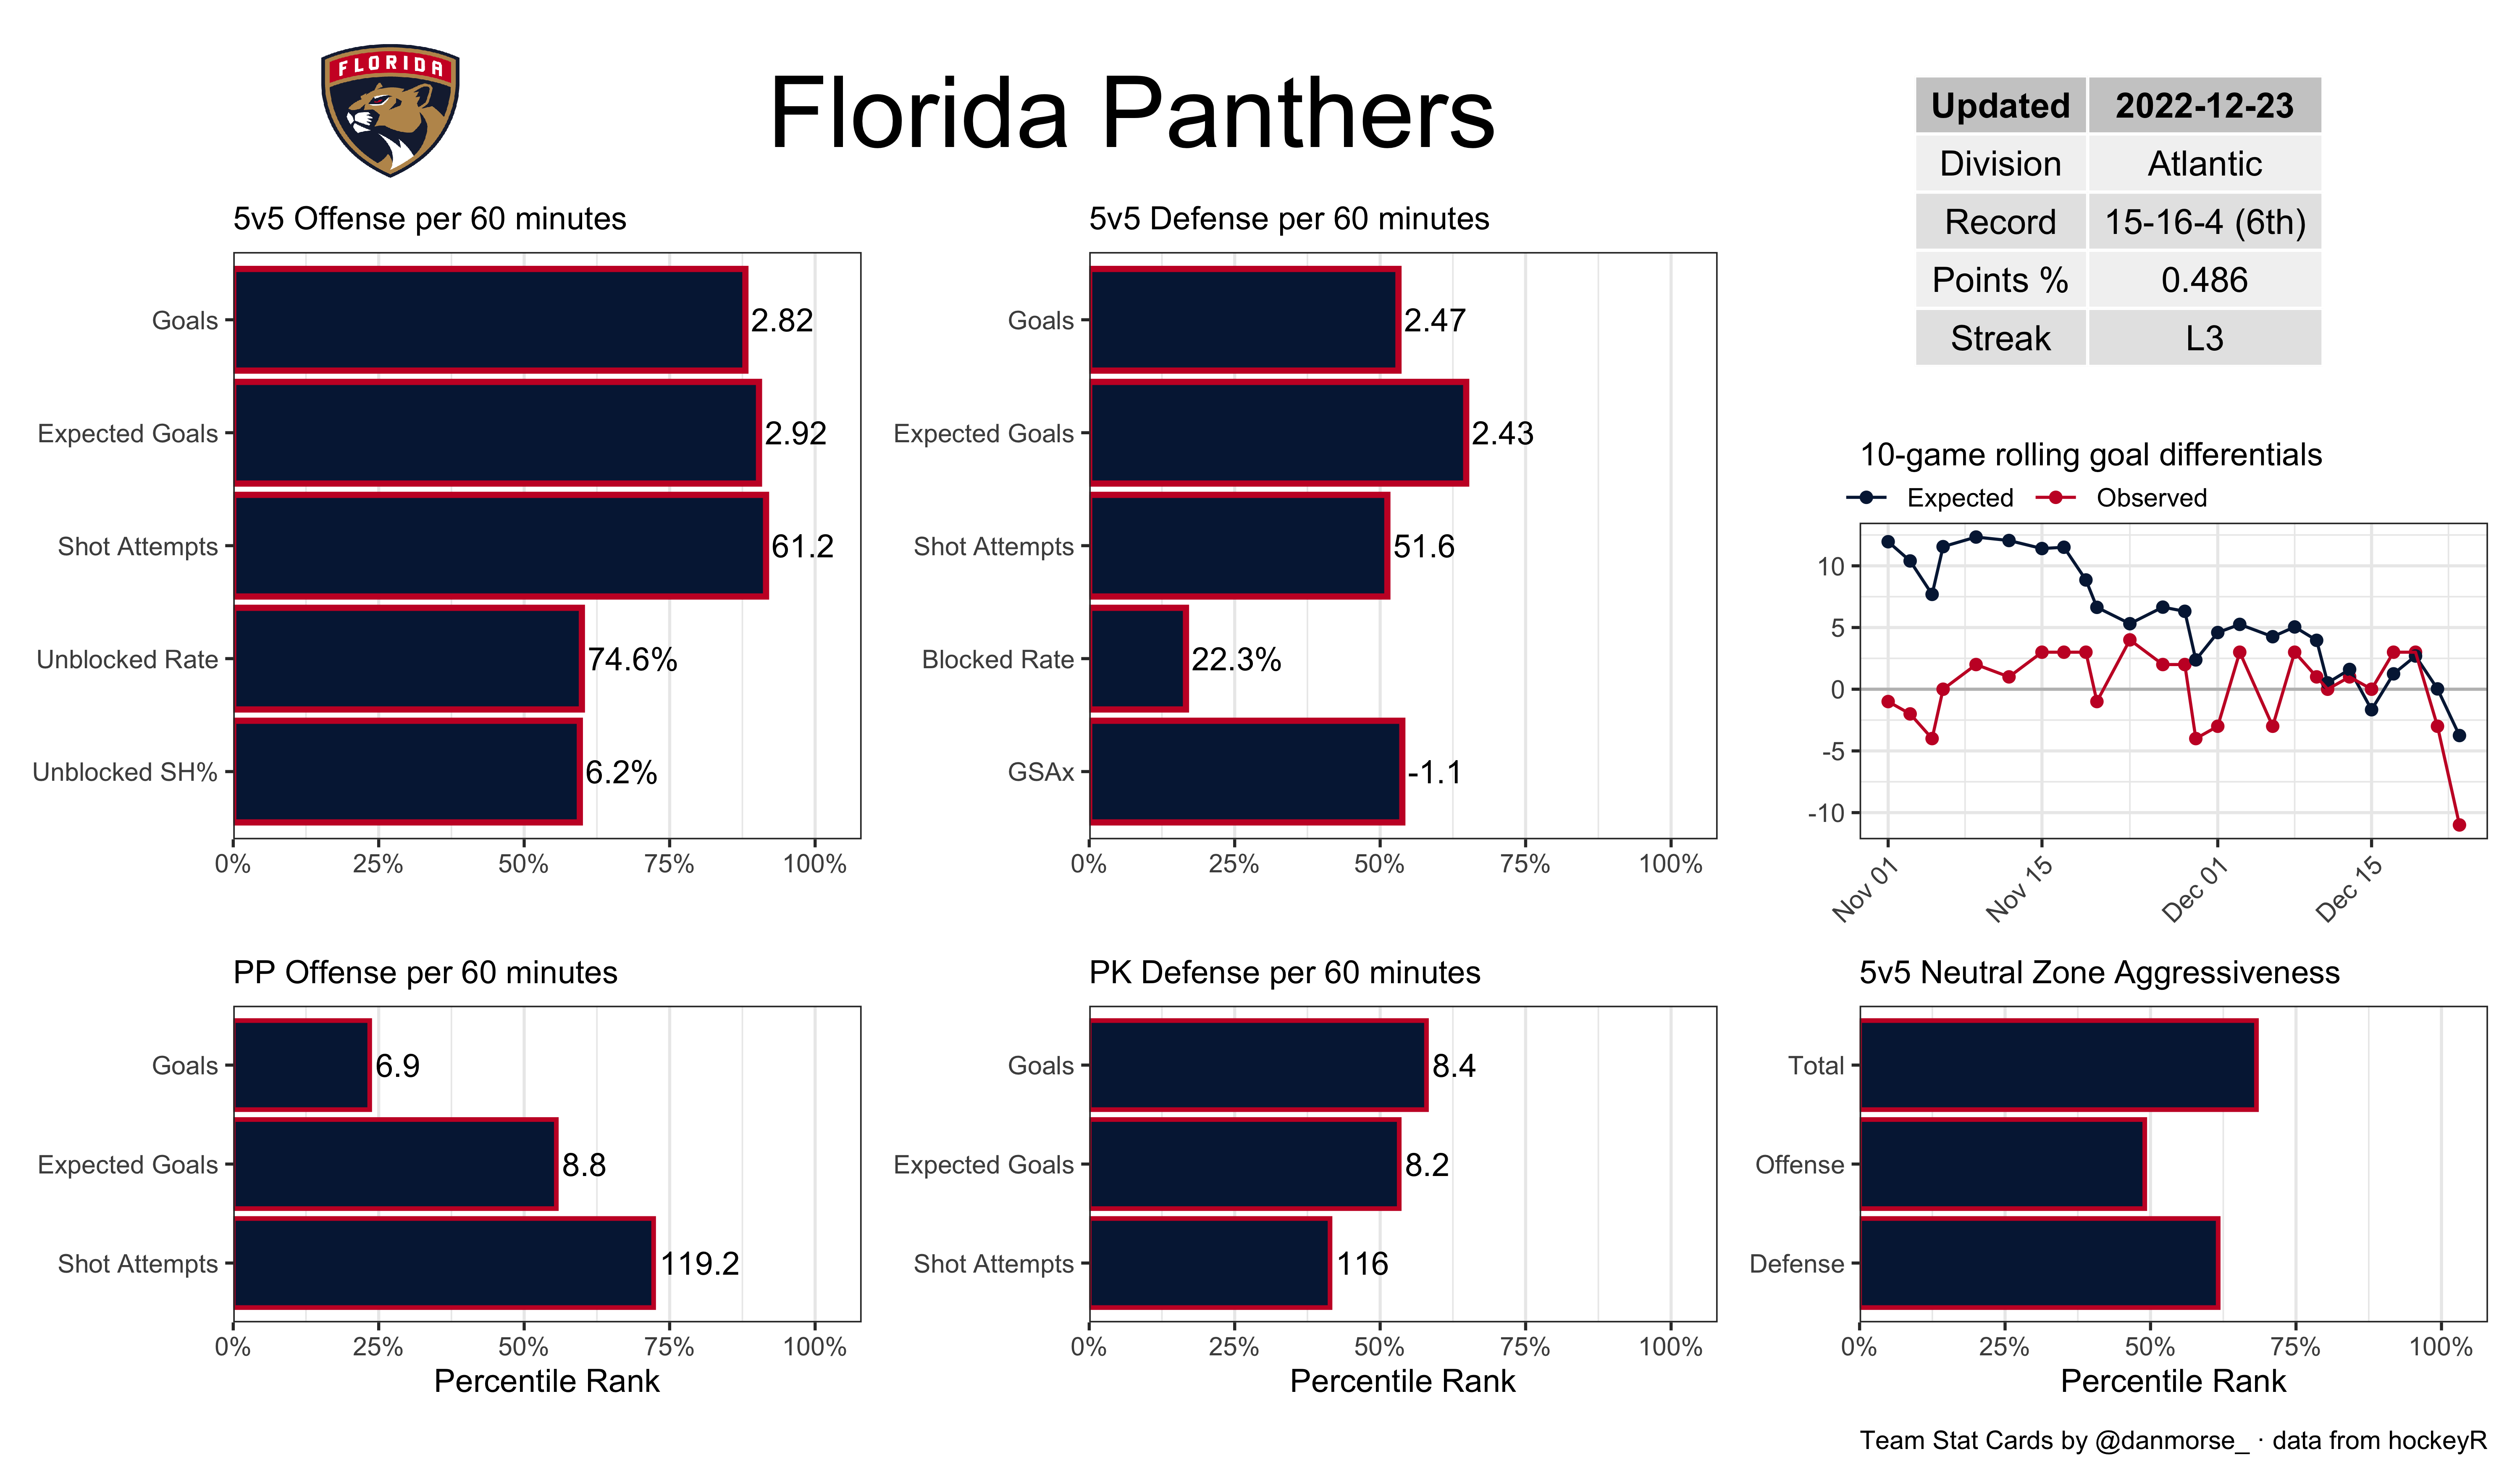 FLORIDA
Florida Panthers
Updated 2022-12-23
Division Atlantic
Record 15-16-4 (6th)
Points % 0.486
Streak L3
5v5 Offense per 60 minutes
Goals 2.82
Expected Goals 2.92
Shot Attempts 61.2
Unblocked Rate 74.6%
Unblocked SH% 6.2%
0% 25% 50% 75% 100%
5v5 Defense per 60 minutes
Goals 2.47
Expected Goals 2.43
Shot Attempts 51.6
Blocked Rate 22.3%
GSAx -1.1
0% 25% 50% 75% 100%
10-game rolling goal differentials
Expected Observed
10
5
0
-5
-10
Nov 01 Nov 15 Dec 01 Dec 15
PP Offense per 60 minutes
Goals 6.9
Expected Goals 8.8
Shot Attempts 119.2
0% 25% 50% 75% 100%
Percentile Rank
PK Defense per 60 minutes
Goals 8.4
Expected Goals 8.2
Shot Attempts 116
0% 25% 50% 75% 100%
Percentile Rank
5v5 Neutral Zone Aggressiveness
Total
Offense
Defense
0% 25% 50% 75% 100%
Percentile Rank
Team Stat Cards by @danmorse_ · data from hockeyR